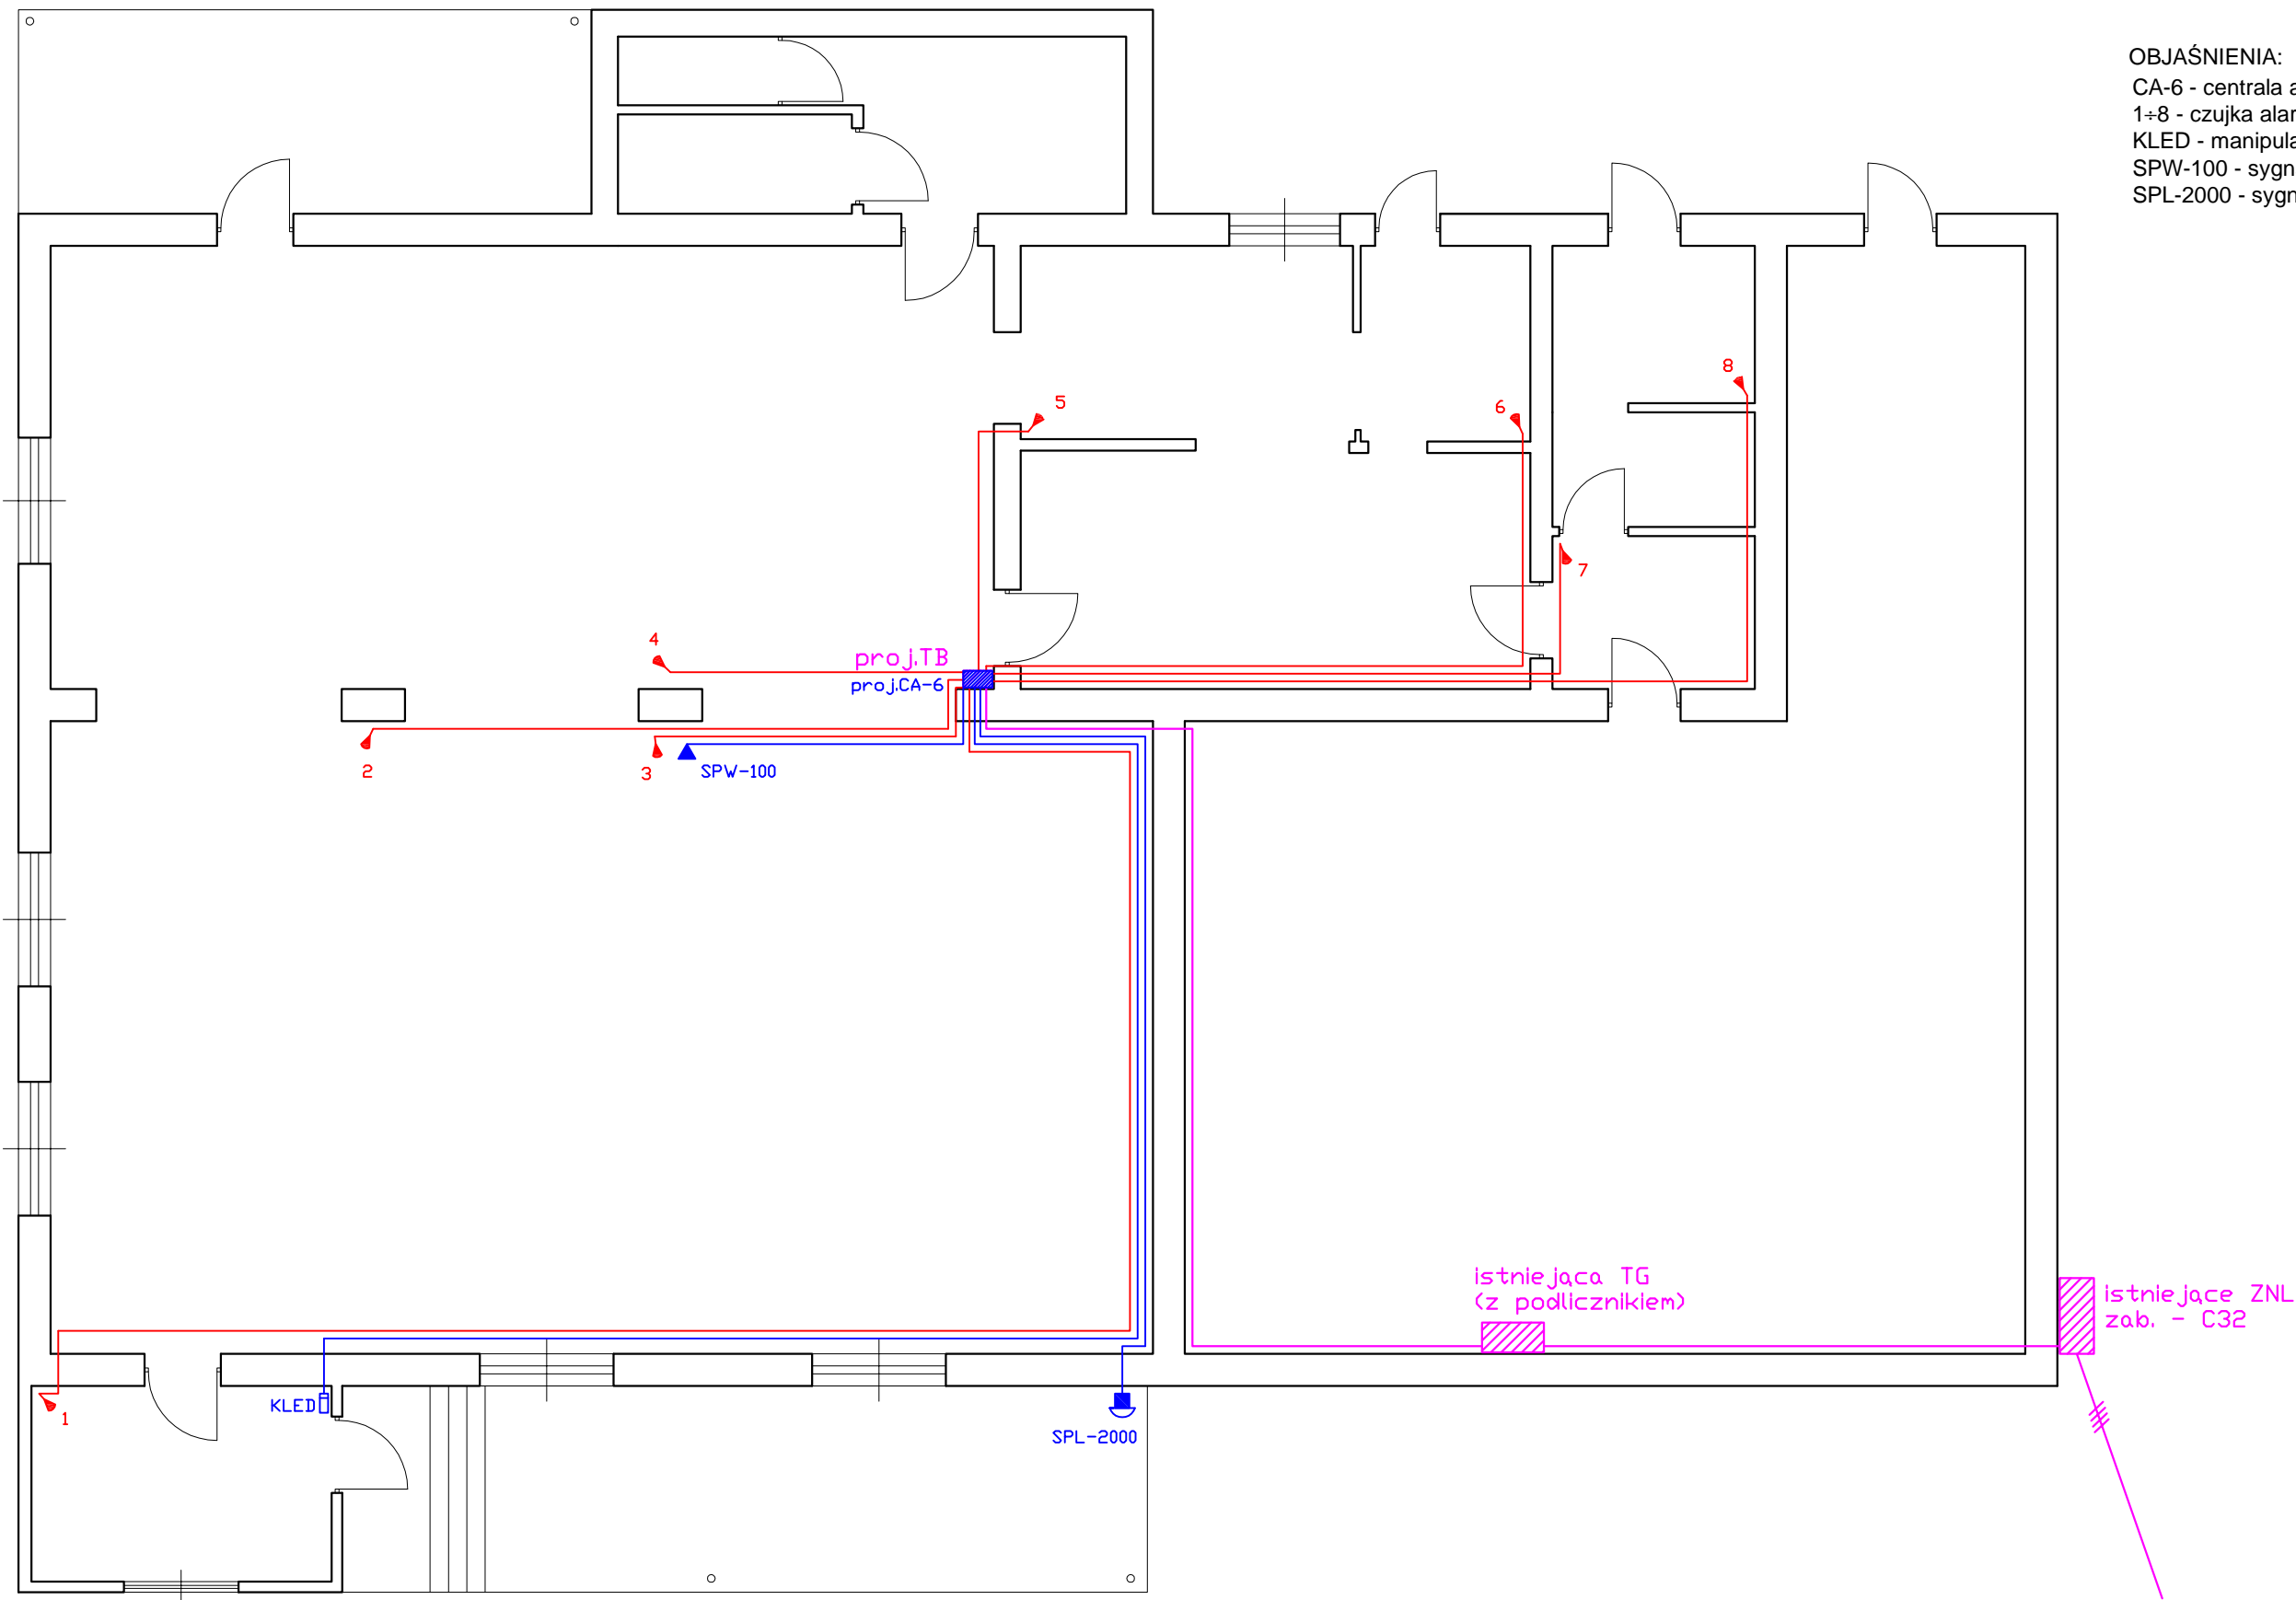 OBJAŚNIENIA:
CA-6 - centrala a
1÷8 - czujka alar
KLED - manipula
SPW-100 - sygn
SPL-2000 - sygn
8
5
6
7
4
proj.TB
proj.CA-6
2
3
SPW-100
istniejąca TG
(z podlicznikiem)
istniejące ZNL
zab. - C32
KLED
1
SPL-2000